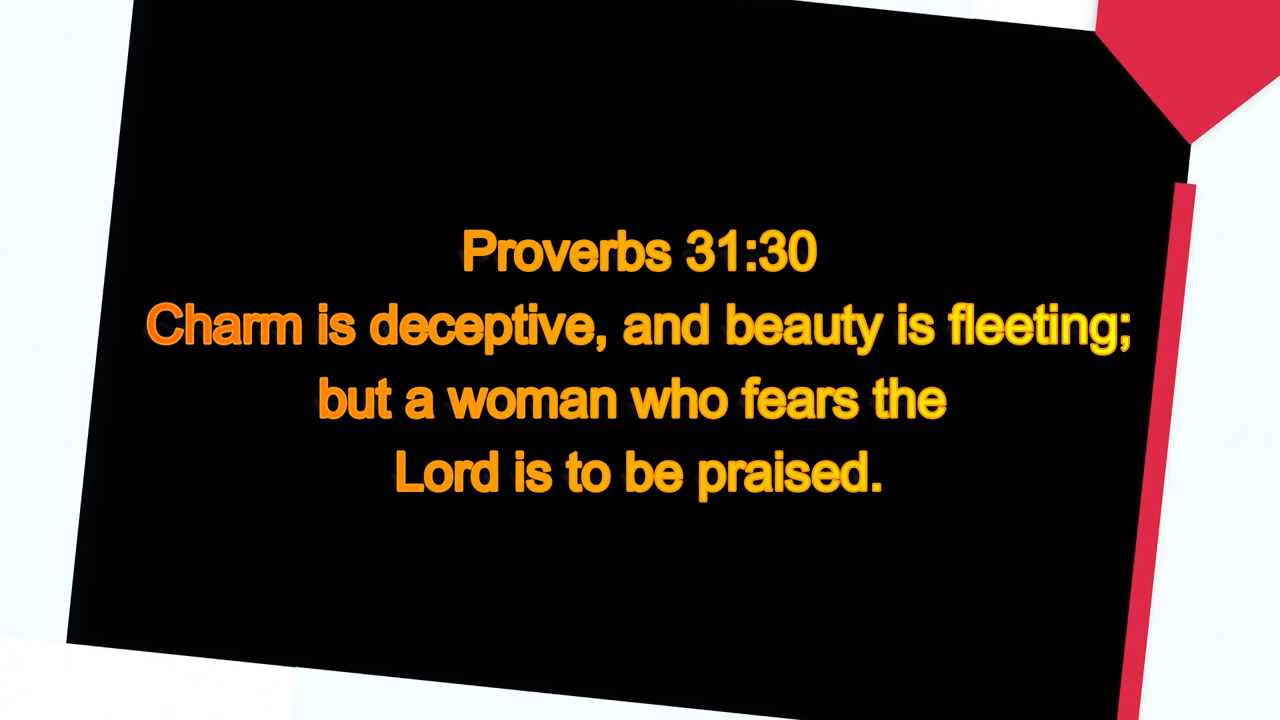 Proverbs 31:30
Charm is deceptive, and beauty is fleeting;
but a woman who fears the
Lord is to be praised.